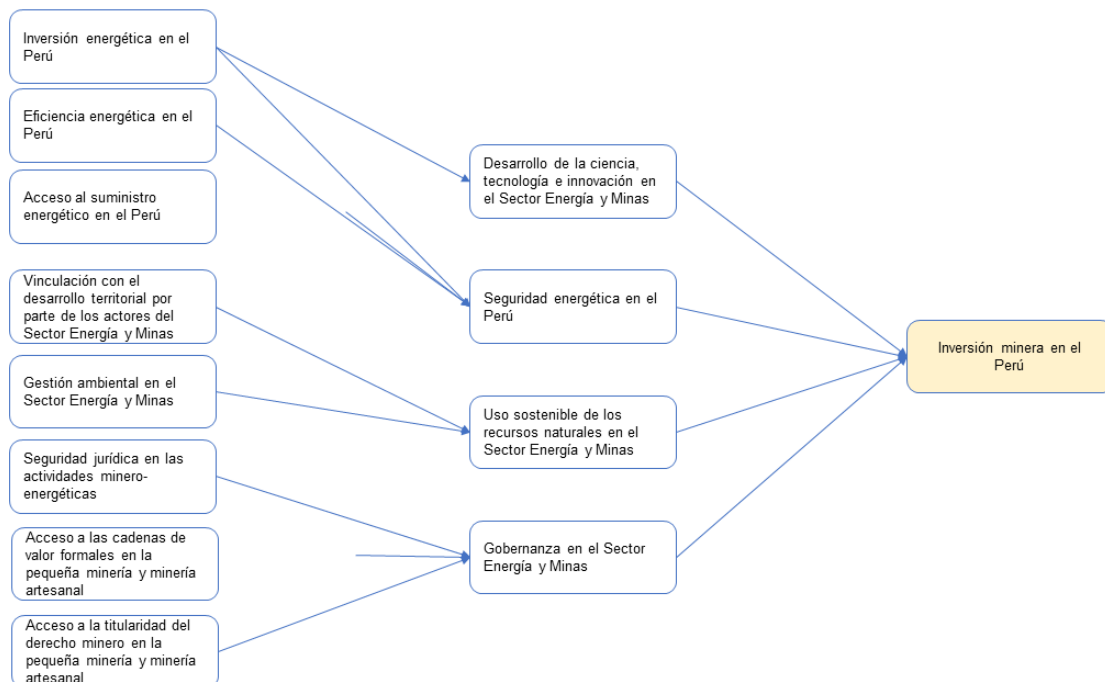 Inversión energética en el
Perú
Eficiencia energética en el
Perú
Acceso al suministro
energético en el Perú
Vinculación con el
desarrollo territorial por
parte de los actores del
Sector Energía y Minas
Gestión ambiental en el
Sector Energía y Minas
Seguridad jurídica en las
actividades minero-
energéticas
Acceso a las cadenas de
valor formales en la
pequeña minería y minería
artesanal
Acceso a la titularidad del
derecho minero en la
pequeña minería y minería
artesanal
Desarrollo de la ciencia,
tecnología e innovación en
el Sector Energía y Minas
Seguridad energética en el
Perú
Uso sostenible de los
recursos naturales en el
Sector Energía y Minas
Gobernanza en el Sector
Energía y Minas
Inversión minera en el
Perú